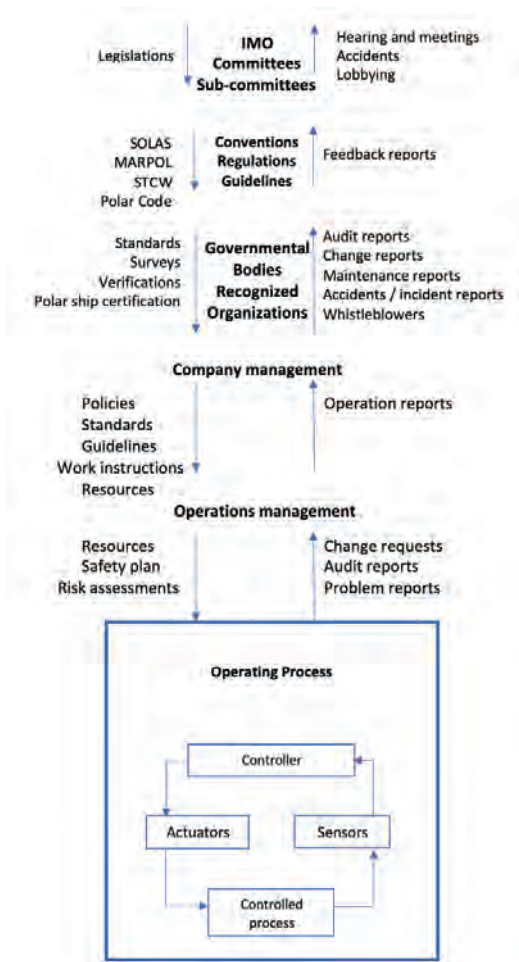 Legislations
IMO
Committees
Sub-committees
Hearing and meetings
Accidents
Lobbying
SOLAS
MARPOL
STCW
Polar Code
Conventions
Regulations
Guidelines
Feedback reports
Standards
Surveys
Verifications
Polar ship certification
Governmental
Bodies
Recognized
Organizations
Audit reports
Change reports
Maintenance reports
Accidents / incident reports
Whistleblowers
Company management
Policies
Standards
Guidelines
Work instructions
Resources
Operation reports
Operations management
Resources
Safety plan
Risk assessments
Change requests
Audit reports
Problem reports
Operating Process
Controller
Actuators
Sensors
Controlled
process